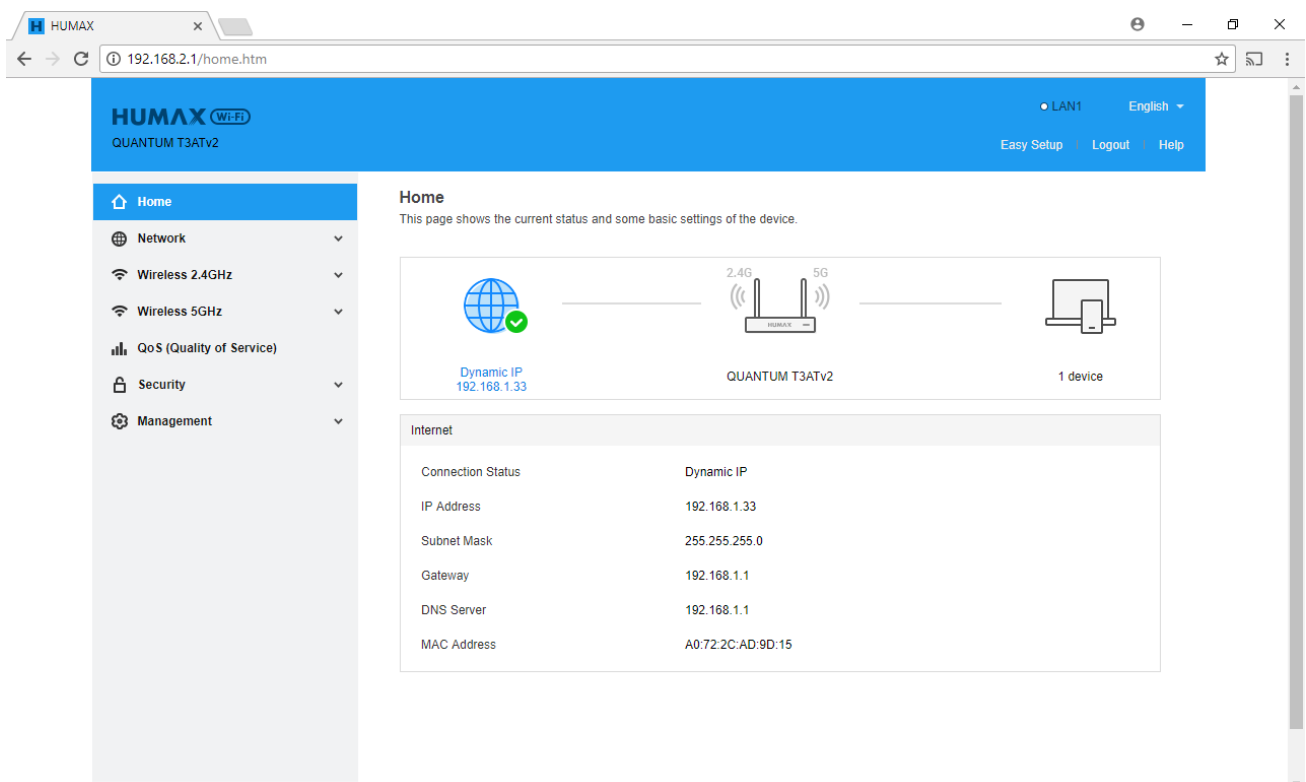 HUMAX
192.168.2.1/home.htm
HUMAX Wi-Fi
LAN1 English
QUANTUM T3ATv2
Easy Setup Logout Help
Home
Network
Wireless 2.4GHz
Wireless 5GHz
QoS (Quality of Service)
Security
Management
Home
This page shows the current status and some basic settings of the device.
2.4G 5G
HUMAX
Dynamic IP
192.168.1.33
QUANTUM T3ATv2
1 device
Internet
Connection Status Dynamic IP
IP Address 192.168.1.33
Subnet Mask 255.255.255.0
Gateway 192.168.1.1
DNS Server 192.168.1.1
MAC Address A0:72:2C:AD:9D:15